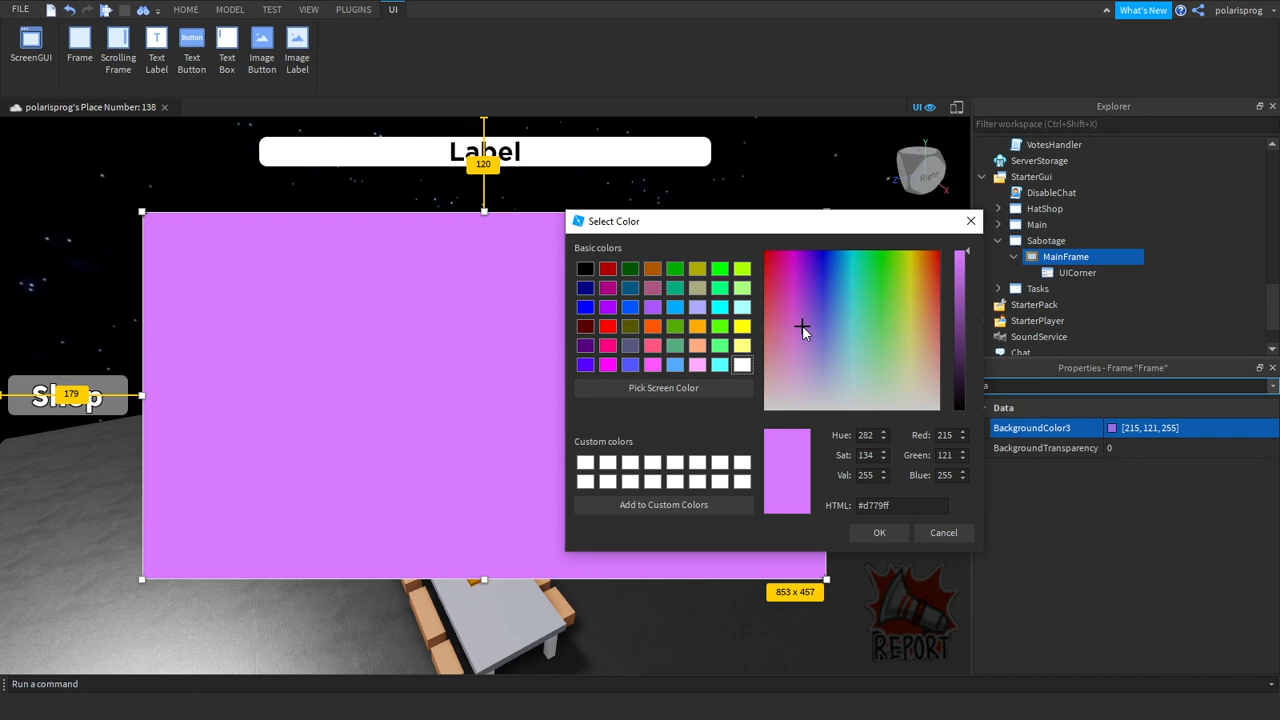 FILE
HOME
MODEL
TEST
VIEW
PLUGINS
UI
What's New
polarisprog
ScreenGUI
Frame
Scrolling
Frame
Text
Label
Button
Text
Button
Text
Box
Image
Button
Image
Label
polarisprog's Place Number: 138
UI
Explorer
Filter workspace (Ctrl+Shift+X)
VotesHandler
ServerStorage
StarterGui
DisableChat
HatShop
Main
Sabotage
MainFrame
UICorner
Tasks
StarterPack
StarterPlayer
SoundService
Chat
Label
120
Y
Z
Right
X
Shop
179
853 x 457
REPORT
Select Color
Basic colors
Pick Screen Color
Custom colors
Add to Custom Colors
Hue: 282
Red: 215
Sat: 134
Green: 121
Val: 255
Blue: 255
HTML: #d779ff
OK
Cancel
Properties - Frame "Frame"
a
Data
BackgroundColor3
[215, 121, 255]
BackgroundTransparency
0
Run a command